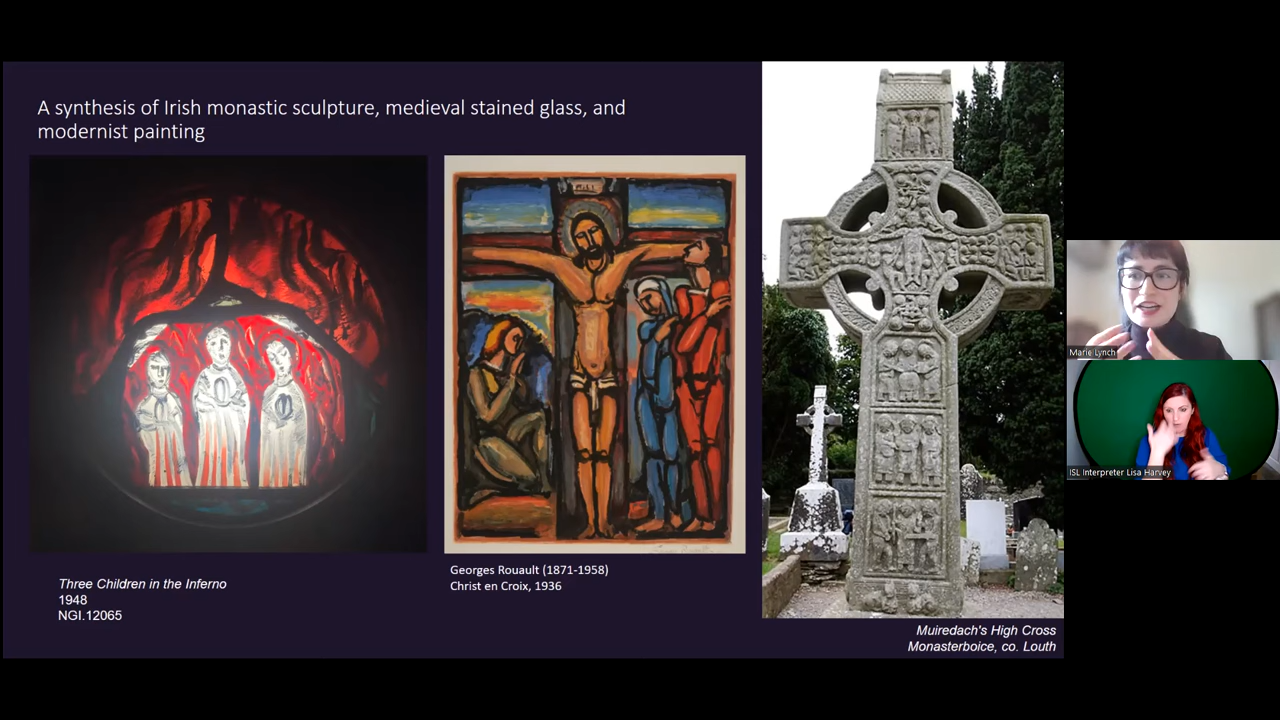 A synthesis of Irish monastic sculpture, medieval stained glass, and
modernist painting
Three Children in the Inferno
1948
NGI.12065
Georges Rouault (1871-1958)
Christ en Croix, 1936
Muiredach's High Cross
Monasterboice, co. Louth
Marie Lynch
ISL Interpreter Lisa Harvey